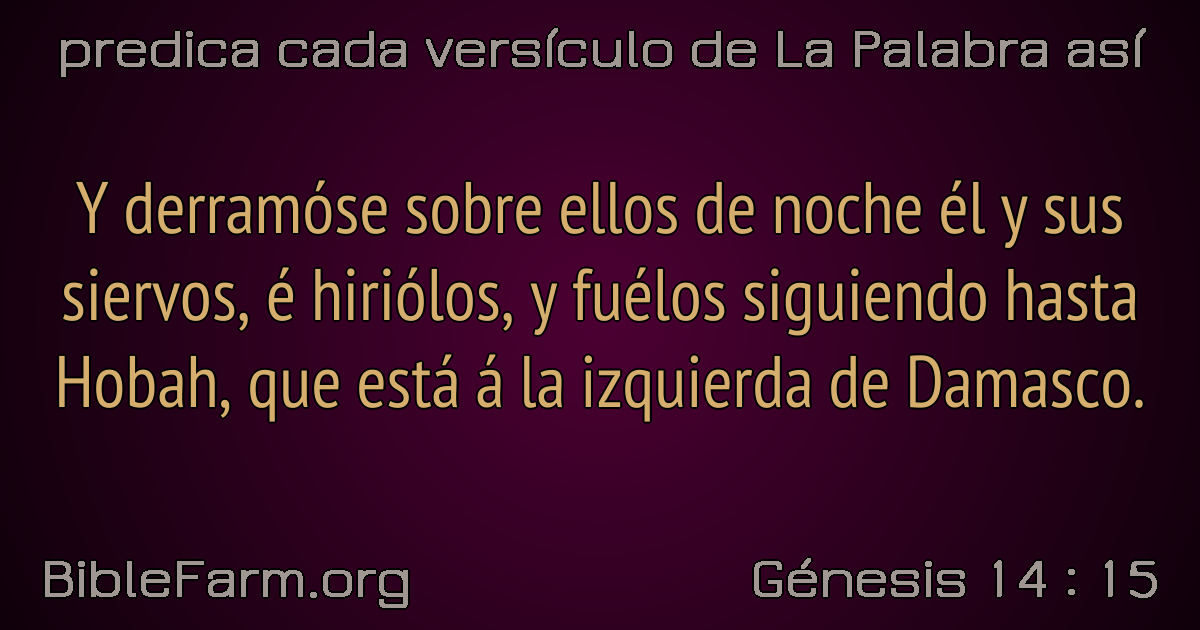 predica cada versículo de La Palabra así
Y derramóse sobre ellos de noche él y sus
siervos, é hiriólos, y fuélos siguiendo hasta
Hobah, que está á la izquierda de Damasco.
BibleFarm.org
Génesis 14 : 15